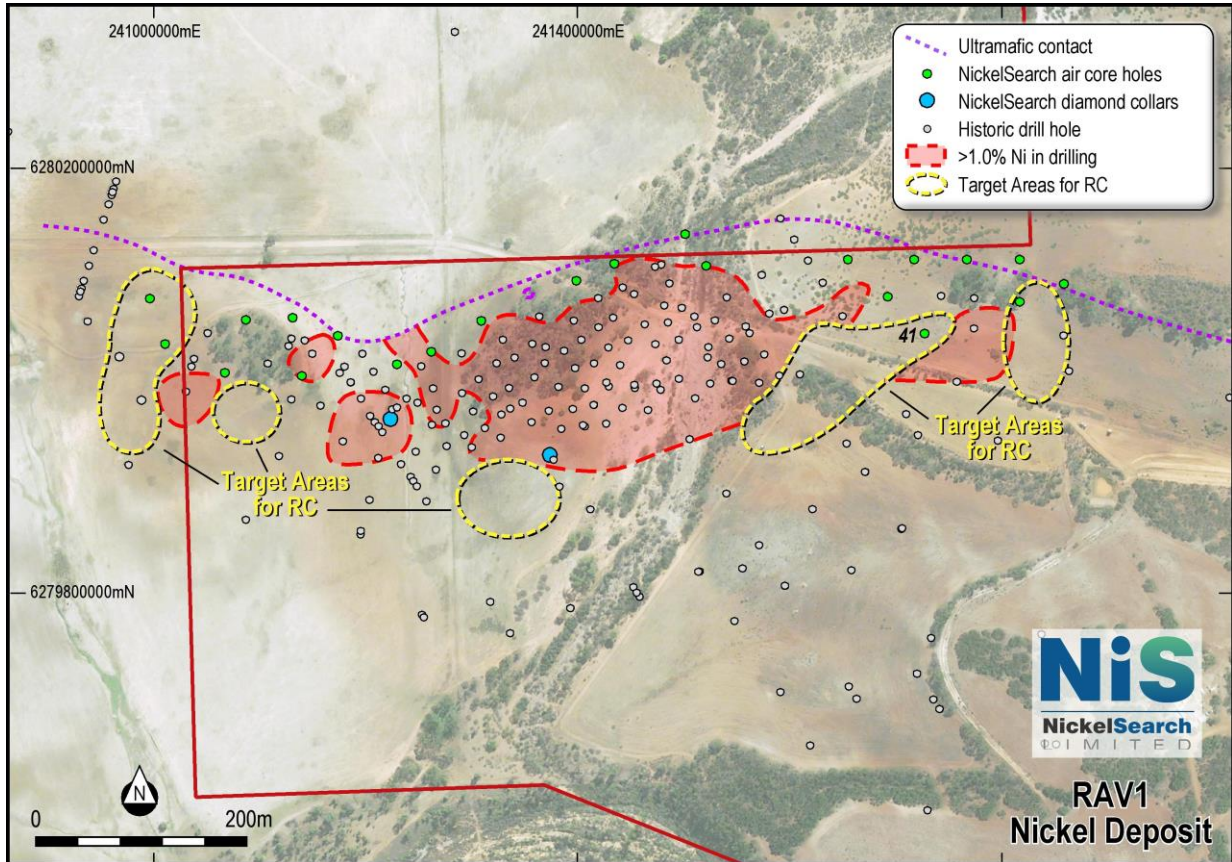 241000000mE
241400000mE
Ultramafic contact
NickelSearch air core holes
NickelSearch diamond collars
Historic drill hole
>1.0% Ni in drilling
Target Areas for RC
6280200000mN
41
Target Areas
for RC
Target Areas
for RC
6279800000mN
NiS
NickelSearch
LIMITED
N
0
200m
RAV1
Nickel Deposit